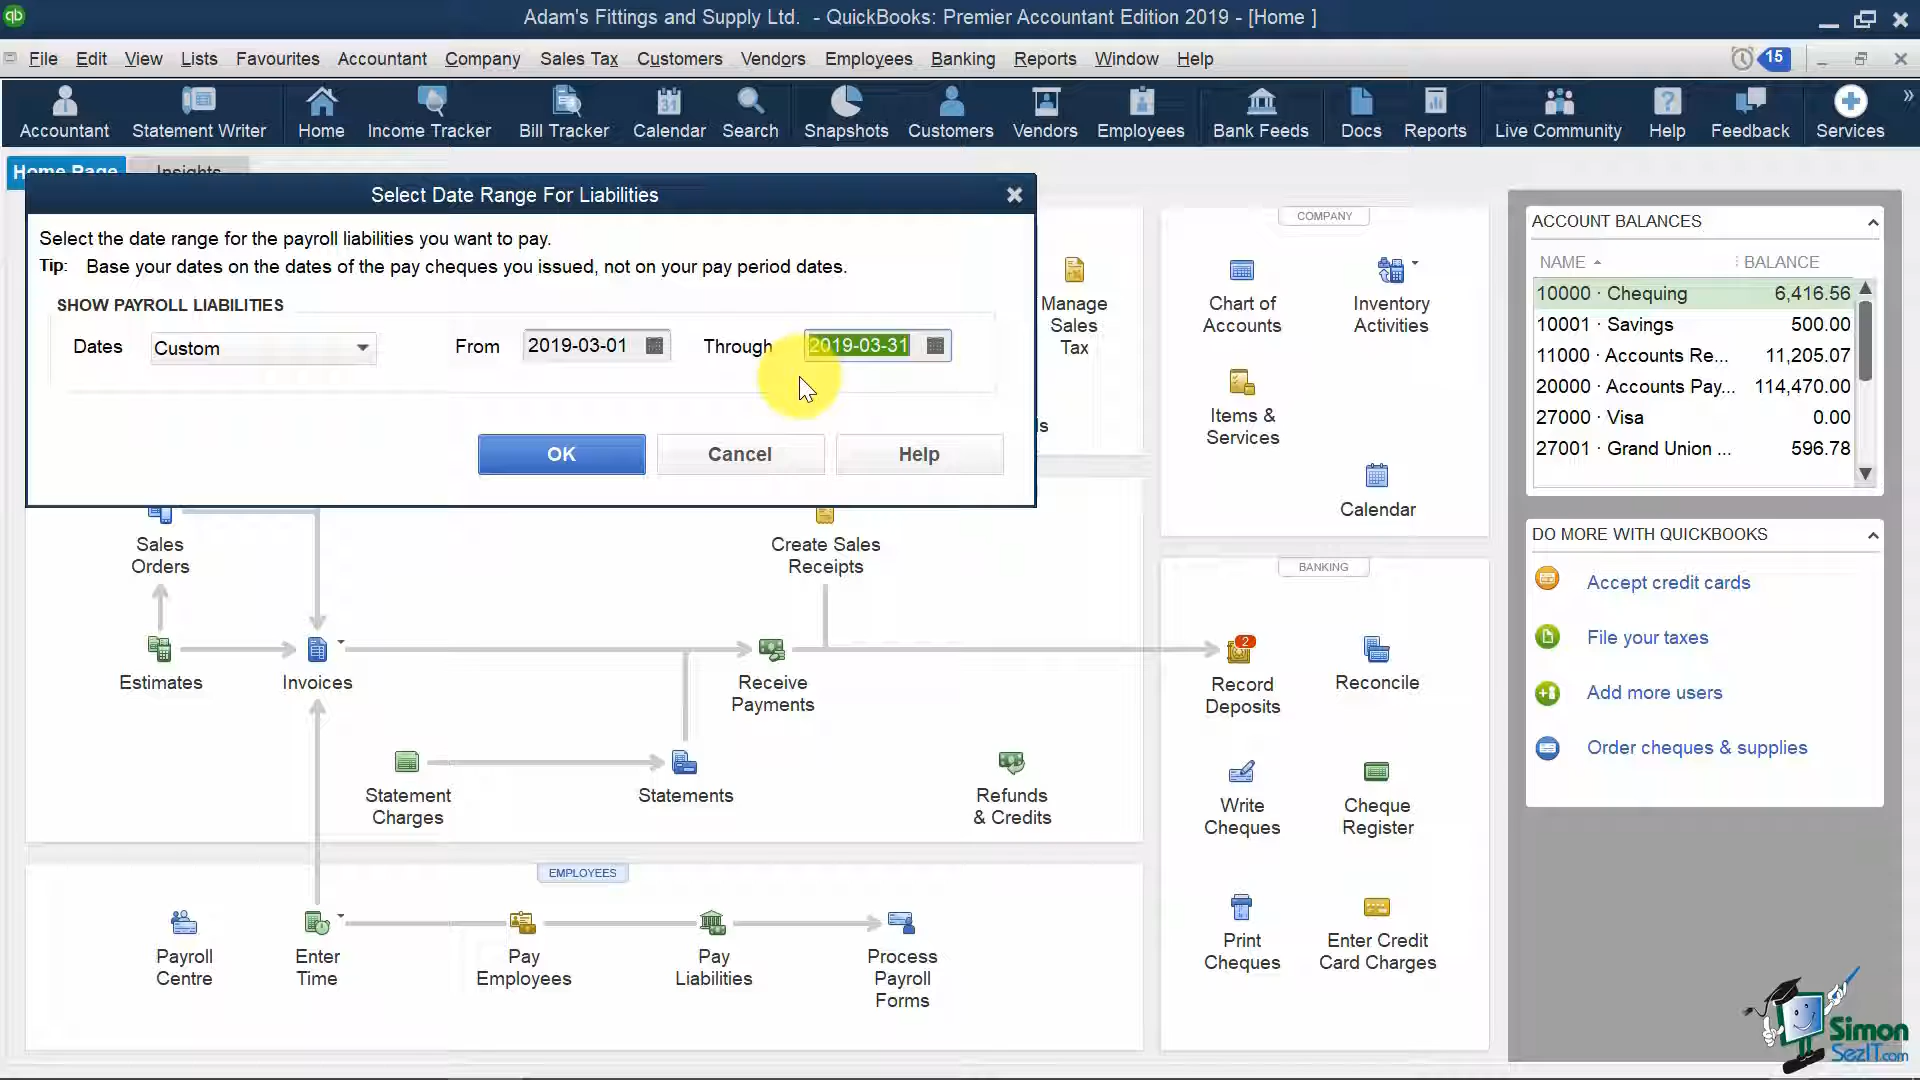 qb
Adam's Fittings and Supply Ltd. - QuickBooks: Premier Accountant Edition 2019 - [Home ]
File Edit View Lists Favourites Accountant Company Sales Tax Customers Vendors Employees Banking Reports Window Help
15
31
Accountant Statement Writer Home Income Tracker Bill Tracker Calendar Search Snapshots Customers Vendors Employees Bank Feeds Docs Reports Live Community Help Feedback Services
Home Page Insights
Select Date Range For Liabilities
Select the date range for the payroll liabilities you want to pay.
Tip: Base your dates on the dates of the pay cheques you issued, not on your pay period dates.
SHOW PAYROLL LIABILITIES
Dates Custom From 2019-03-01 Through 2019-03-31
OK Cancel Help
Manage
Sales
Tax
COMPANY
Chart of
Accounts
Inventory
Activities
Items &
Services
Calendar
Sales
Orders
Create Sales
Receipts
Estimates
Invoices
Receive
Payments
Statement
Charges
Statements
Refunds
& Credits
BANKING
2
Record
Deposits
Reconcile
Write
Cheques
Cheque
Register
Print
Cheques
Enter Credit
Card Charges
EMPLOYEES
Payroll
Centre
Enter
Time
Pay
Employees
Pay
Liabilities
Process
Payroll
Forms
ACCOUNT BALANCES
NAME BALANCE
10000 · Chequing 6,416.56
10001 · Savings 500.00
11000 · Accounts Re... 11,205.07
20000 · Accounts Pay... 114,470.00
27000 · Visa 0.00
27001 · Grand Union ... 596.78
DO MORE WITH QUICKBOOKS
Accept credit cards
File your taxes
Add more users
Order cheques & supplies
Simon
SezIT.com